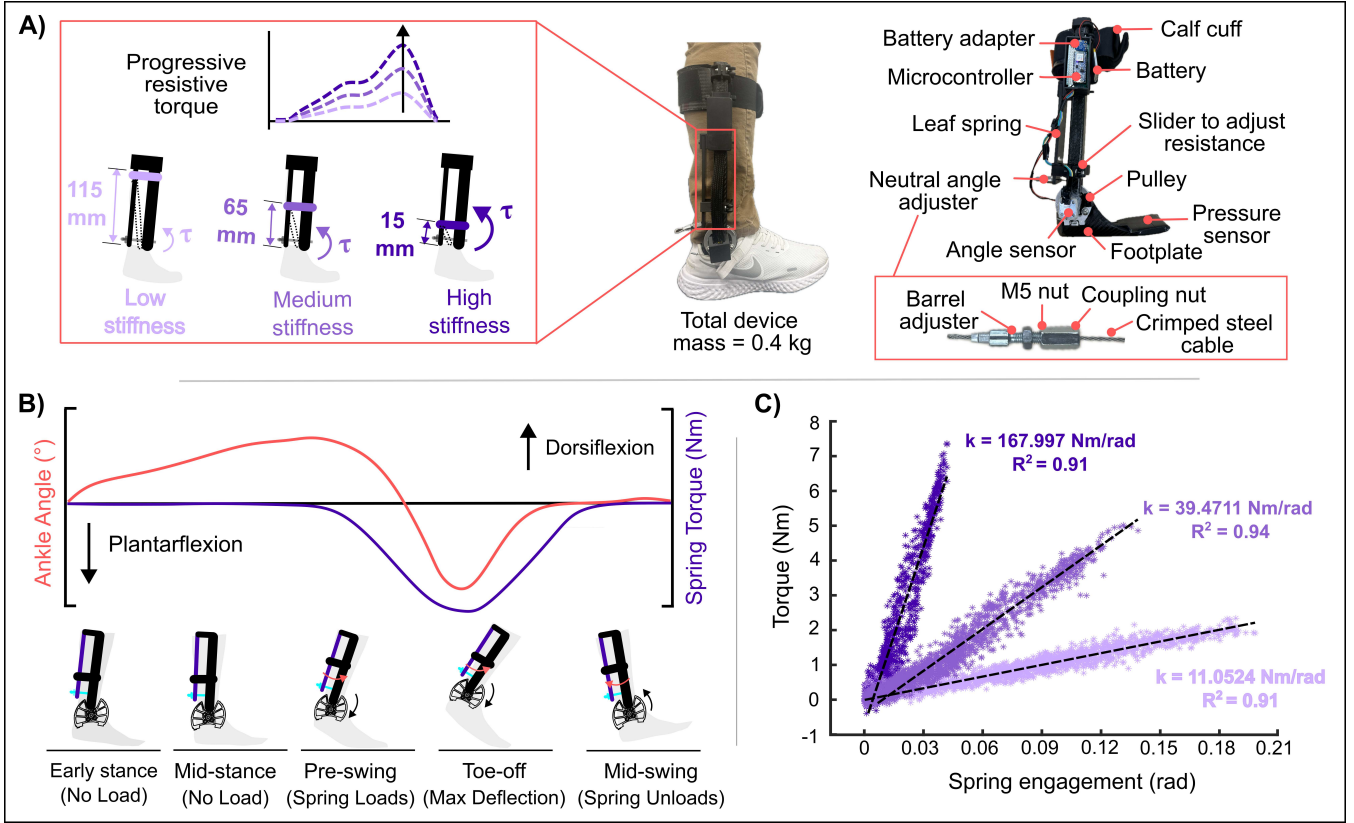 A)
Progressive
resistive
torque
115
mm
τ
65
mm
τ
15
mm
τ
Low
stiffness
Medium
stiffness
High
stiffness
Total device
mass = 0.4 kg
Battery adapter
Microcontroller
Leaf spring
Neutral angle
adjuster
Angle sensor
Calf cuff
Battery
Slider to adjust
resistance
Pulley
Pressure
sensor
Footplate
Barrel
adjuster
M5 nut
Coupling nut
Crimped steel
cable
B)
Ankle Angle (°)
Dorsiflexion
Plantarflexion
Spring Torque (Nm)
Early stance
(No Load)
Mid-stance
(No Load)
Pre-swing
(Spring Loads)
Toe-off
(Max Deflection)
Mid-swing
(Spring Unloads)
C)
Torque (Nm)
8
7
6
5
4
3
2
1
0
-1
k = 167.997 Nm/rad
R² = 0.91
k = 39.4711 Nm/rad
R² = 0.94
k = 11.0524 Nm/rad
R² = 0.91
0 0.03 0.06 0.09 0.12 0.15 0.18 0.21
Spring engagement (rad)